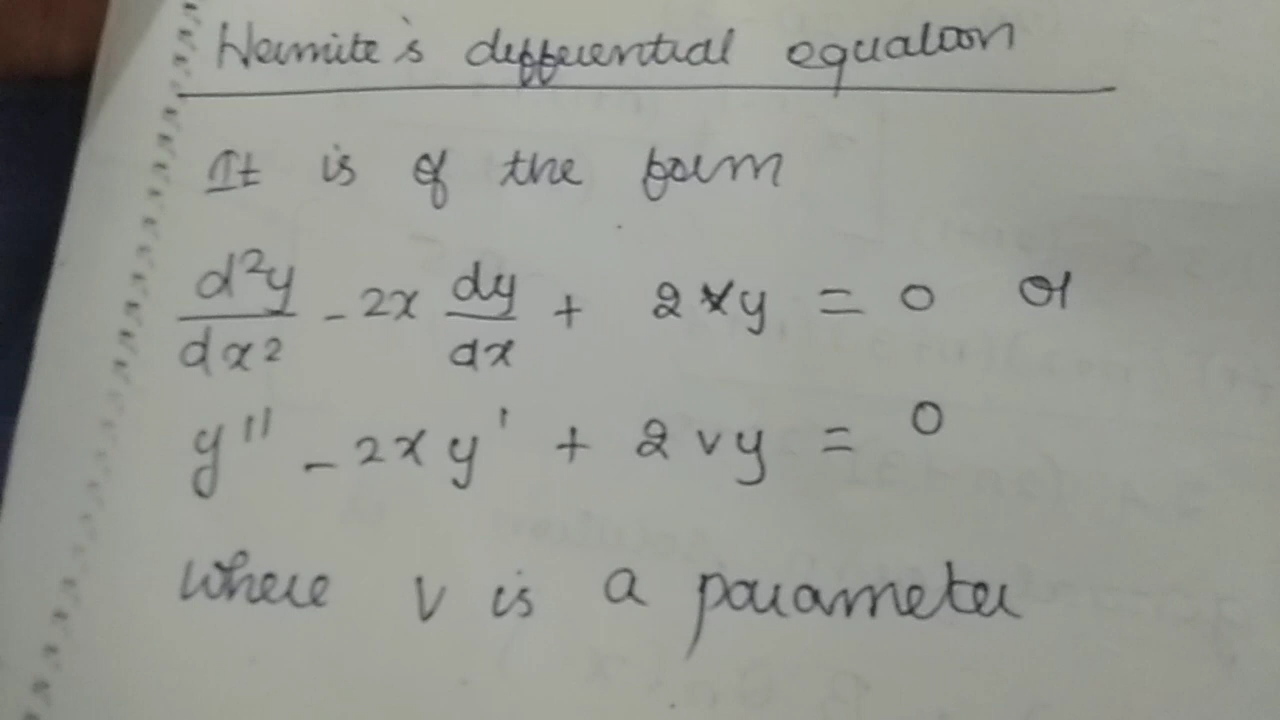 Hermite's differential equation
It is of the form
d²y/dx² - 2x dy/dx + 2vy = 0 or
y'' - 2xy' + 2vy = 0
where v is a parameter